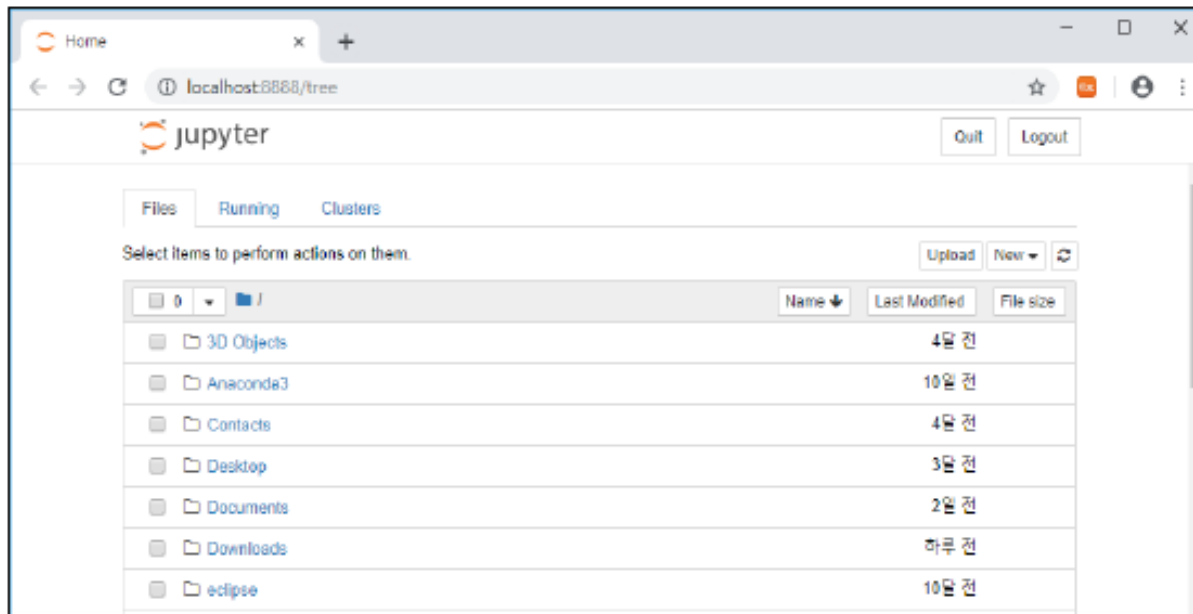 Home
localhost:8888/tree
jupyter
Quit Logout
Files Running Clusters
Select items to perform actions on them.
Upload New
0 / Name Last Modified File size
3D Objects 4달 전
Anaconda3 10일 전
Contacts 4달 전
Desktop 3달 전
Documents 2일 전
Downloads 하루 전
eclipse 10달 전